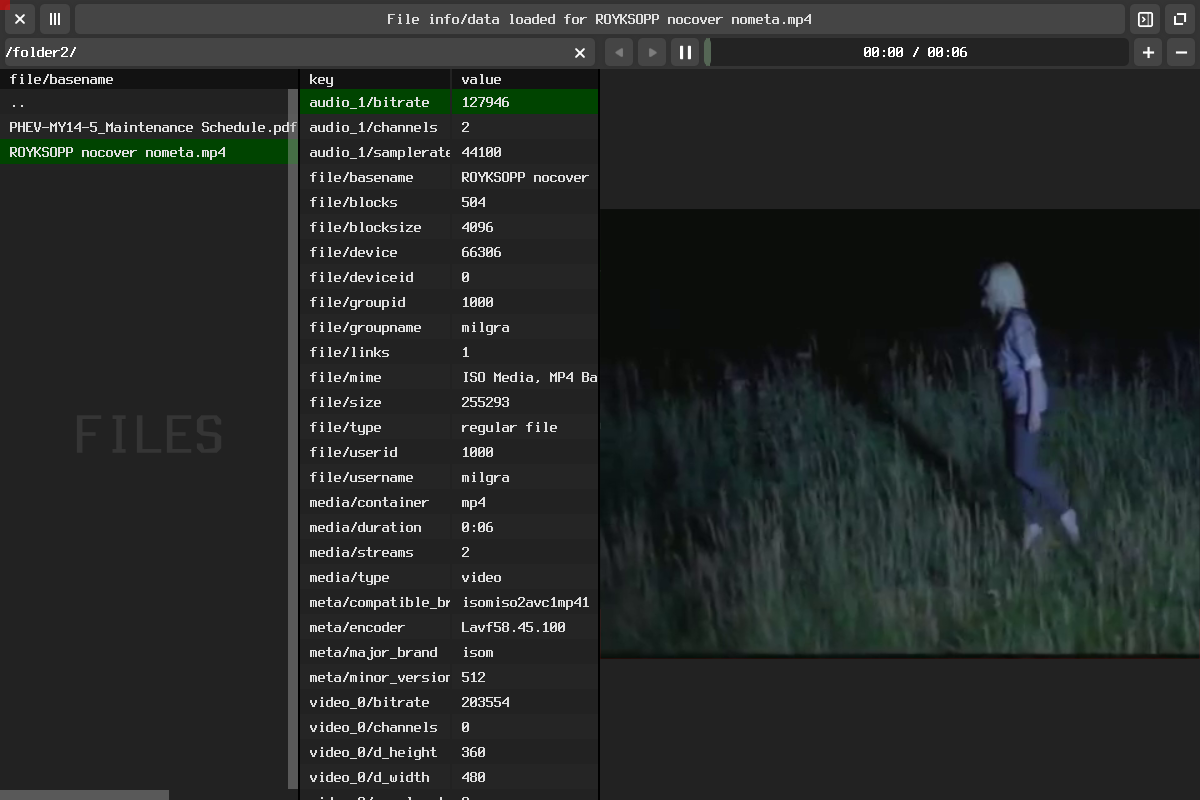 File info/data loaded for ROYKSOPP nocover nometa.mp4
/folder2/
00:00 / 00:06
file/basename
..
PHEV-MY14-5_Maintenance Schedule.pdf
ROYKSOPP nocover nometa.mp4
FILES
key value
audio_1/bitrate 127946
audio_1/channels 2
audio_1/samplerate 44100
file/basename ROYKSOPP nocover
file/blocks 504
file/blocksize 4096
file/device 66306
file/deviceid 0
file/groupid 1000
file/groupname milgra
file/links 1
file/mime ISO Media, MP4 Ba
file/size 255293
file/type regular file
file/userid 1000
file/username milgra
media/container mp4
media/duration 0:06
media/streams 2
media/type video
meta/compatible_br isomiso2avc1mp41
meta/encoder Lavf58.45.100
meta/major_brand isom
meta/minor_version 512
video_0/bitrate 203554
video_0/channels 0
video_0/d_height 360
video_0/d_width 480